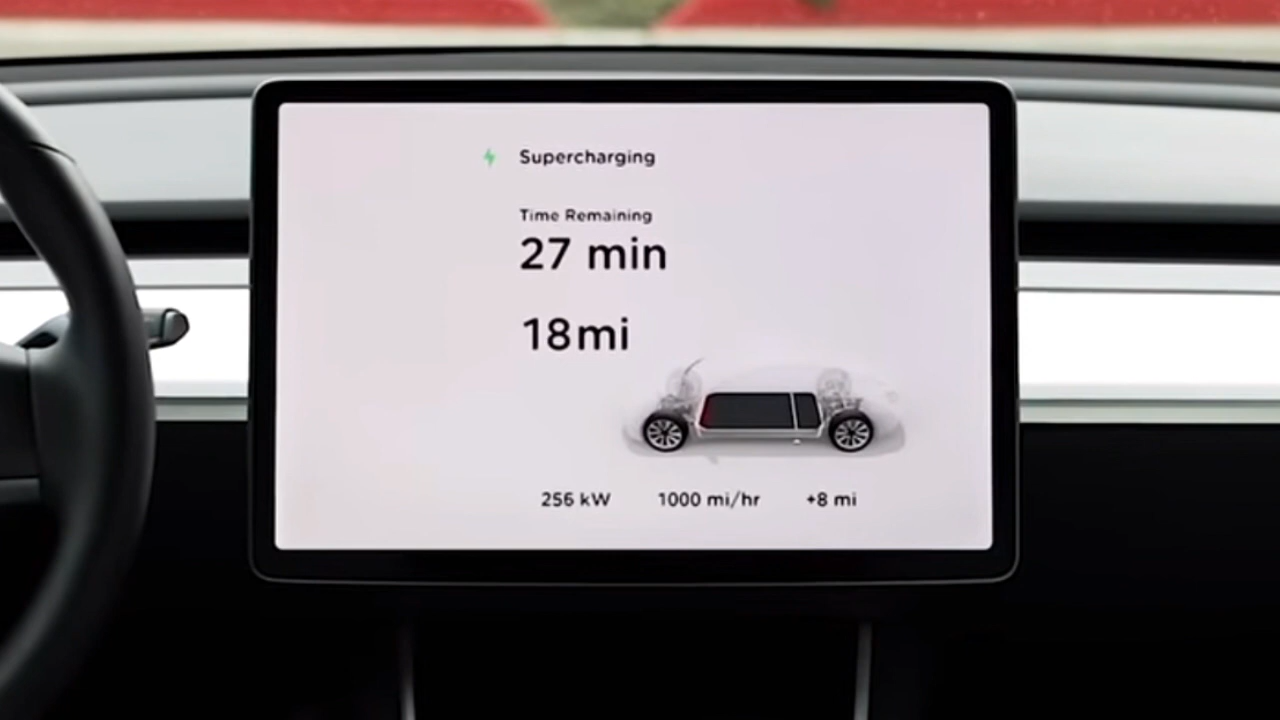 Supercharging
Time Remaining
27 min
18mi
256 kW 1000 mi/hr +8 mi